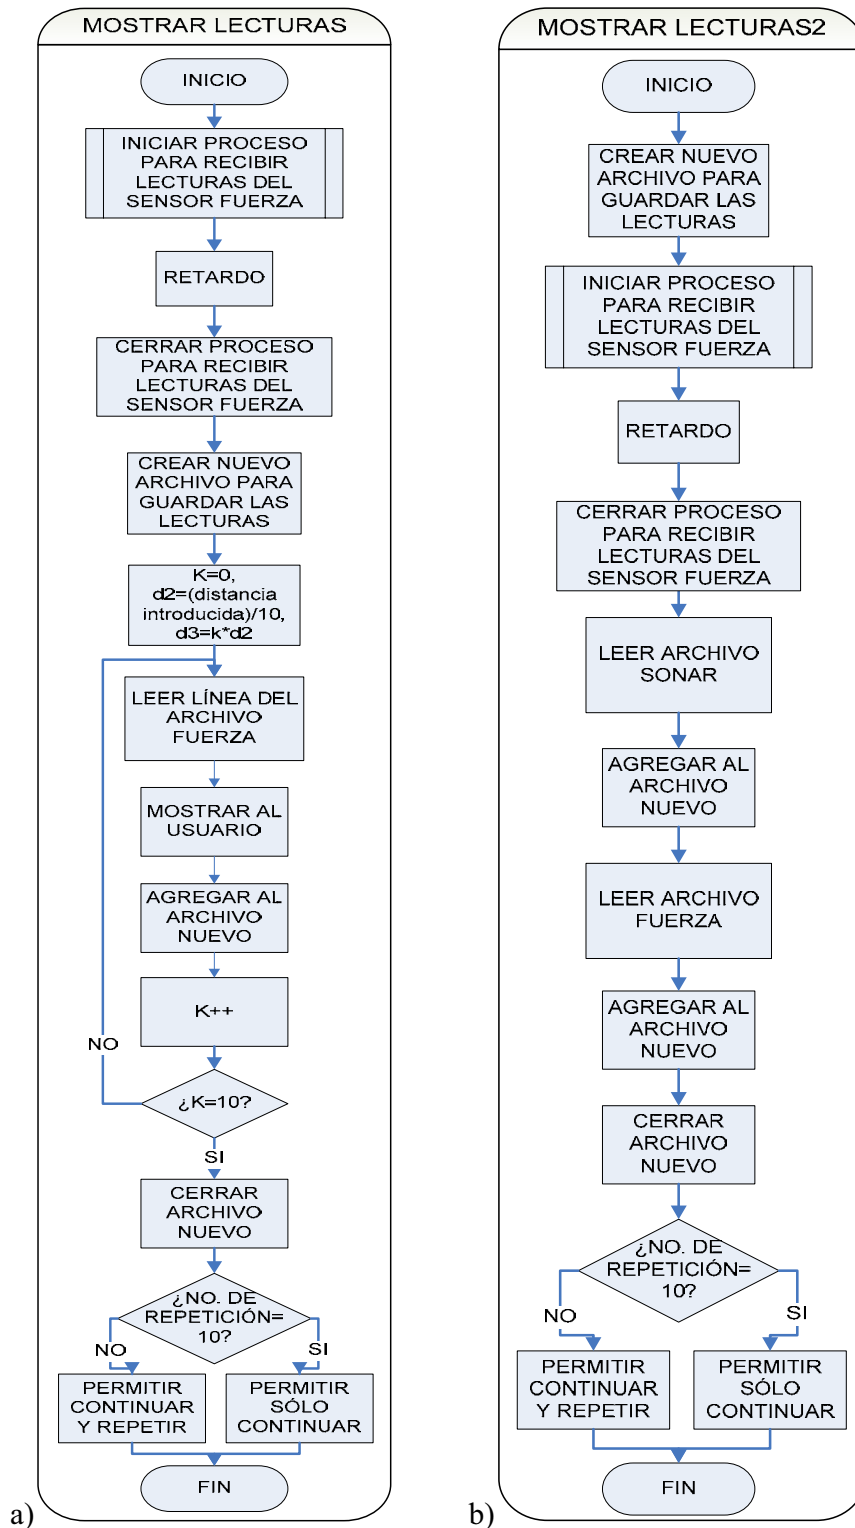 MOSTRAR LECTURAS
INICIO
INICIAR PROCESO
PARA RECIBIR
LECTURAS DEL
SENSOR FUERZA
RETARDO
CERRAR PROCESO
PARA RECIBIR
LECTURAS DEL
SENSOR FUERZA
CREAR NUEVO
ARCHIVO PARA
GUARDAR LAS
LECTURAS
K=0,
d2=(distancia
introducida)/10,
d3=k*d2
LEER LÍNEA DEL
ARCHIVO
FUERZA
MOSTRAR AL
USUARIO
AGREGAR AL
ARCHIVO
NUEVO
K++
NO
¿K=10?
SI
CERRAR
ARCHIVO
NUEVO
¿NO. DE
REPETICIÓN=
10?
NO
SI
PERMITIR
CONTINUAR
Y REPETIR
PERMITIR
SÓLO
CONTINUAR
FIN
a)
MOSTRAR LECTURAS2
INICIO
CREAR NUEVO
ARCHIVO PARA
GUARDAR LAS
LECTURAS
INICIAR PROCESO
PARA RECIBIR
LECTURAS DEL
SENSOR FUERZA
RETARDO
CERRAR PROCESO
PARA RECIBIR
LECTURAS DEL
SENSOR FUERZA
LEER ARCHIVO
SONAR
AGREGAR AL
ARCHIVO
NUEVO
LEER ARCHIVO
FUERZA
AGREGAR AL
ARCHIVO
NUEVO
CERRAR
ARCHIVO
NUEVO
¿NO. DE
REPETICIÓN=
10?
NO
SI
PERMITIR
CONTINUAR
Y REPETIR
PERMITIR
SÓLO
CONTINUAR
FIN
b)